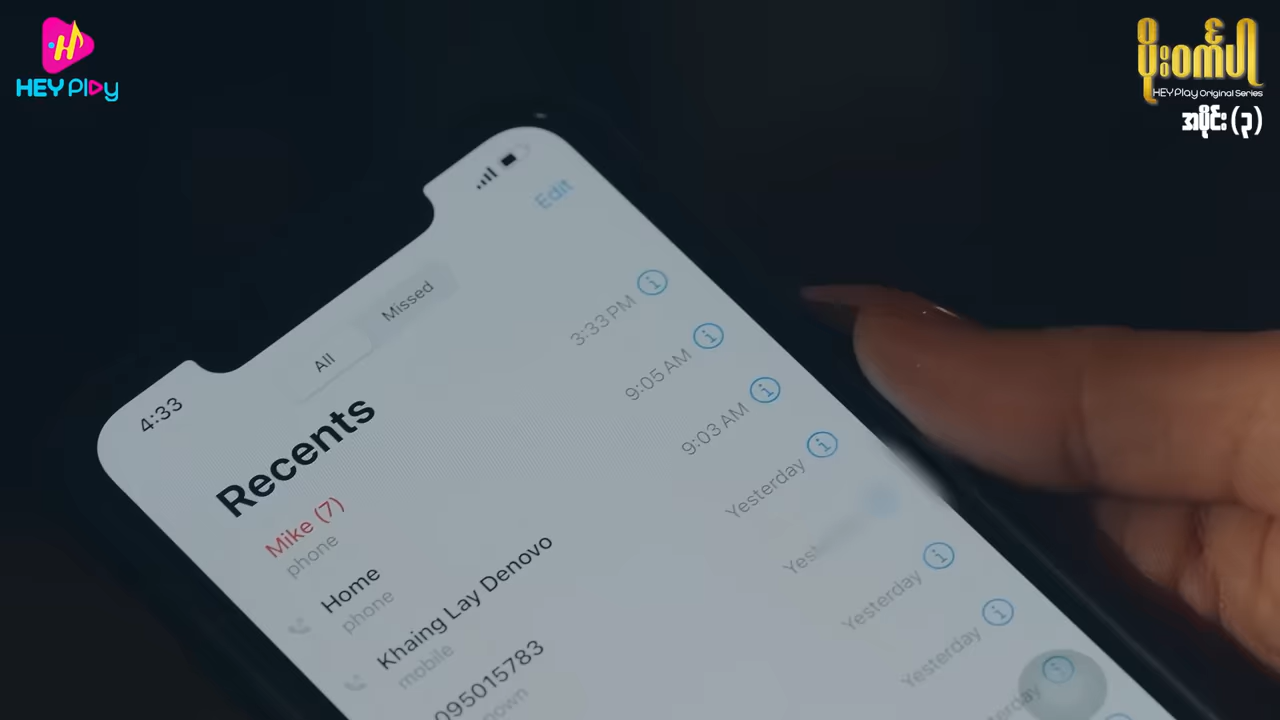 HEY Play
ပိုးဝက်ပါ
HEY Play Original Series
အပိုင်း (၃)
4:33
Edit
All
Missed
Recents
Mike (7)
phone
3:33 PM
Home
phone
9:05 AM
Khaing Lay Denovo
mobile
9:03 AM
095015783
Yesterday
Yesterday
Yesterday